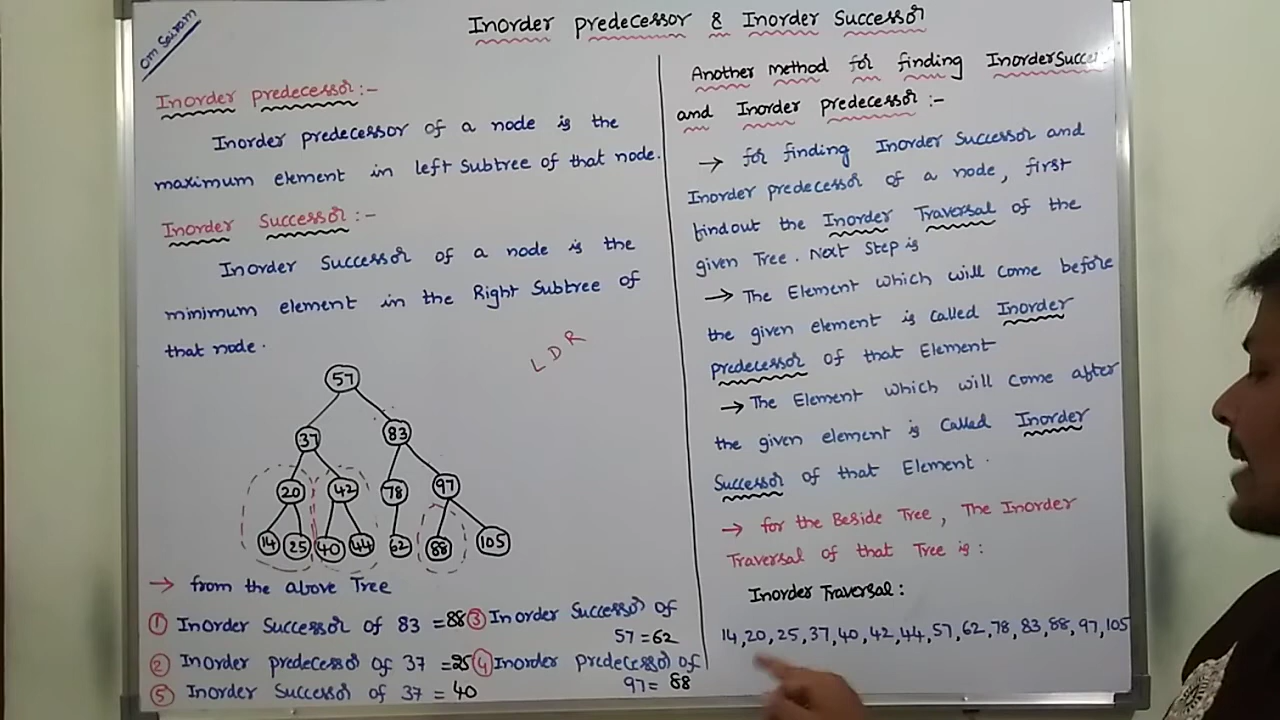 Om Sairam
Inorder predecessor & Inorder Successor
Inorder predecessor :-
Inorder predecessor of a node is the
maximum element in left subtree of that node.
Inorder Successor :-
Inorder Successor of a node is the
minimum element in the Right Subtree of
that node.
L D R
57
37 83
20 42 78 97
14 25 40 44 62 88 105
→ from the above Tree
① Inorder Successor of 83 = 88
② Inorder predecessor of 37 = 25
⑤ Inorder Successor of 37 = 40
③ Inorder Successor of
57 = 62
④ Inorder predecessor of
97 = 88
Another method for finding Inorder Succe
and Inorder predecessor :-
→ for finding Inorder Successor and
Inorder predecessor of a node, first
findout the Inorder Traversal of the
given Tree. Next Step is
→ The Element which will come before
the given element is called Inorder
predecessor of that Element
→ The Element which will come after
the given element is called Inorder
Successor of that Element.
→ for the Beside Tree, The Inorder
Traversal of that Tree is :
Inorder Traversal :
14, 20, 25, 37, 40, 42, 44, 57, 62, 78, 83, 88, 97, 105